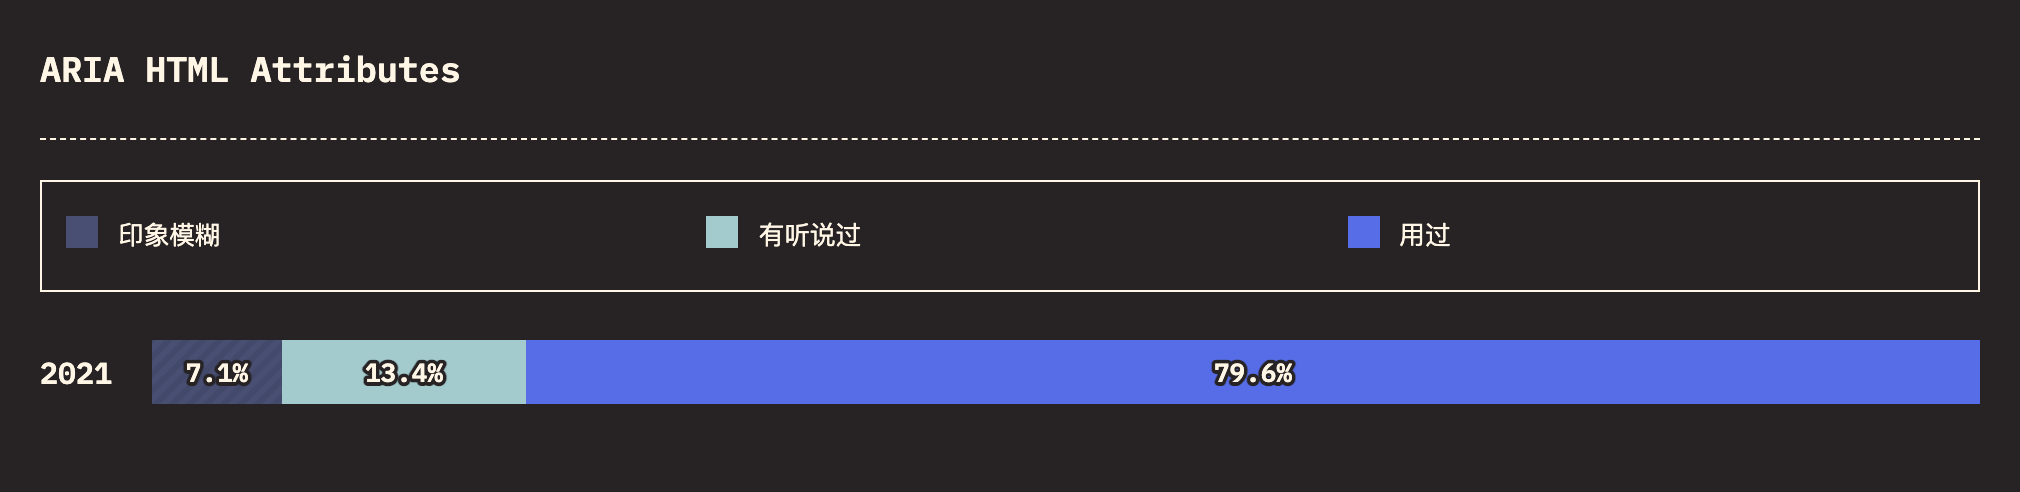 ARIA HTML Attributes
印象模糊 有听说过 用过
2021 7.1% 13.4% 79.6%